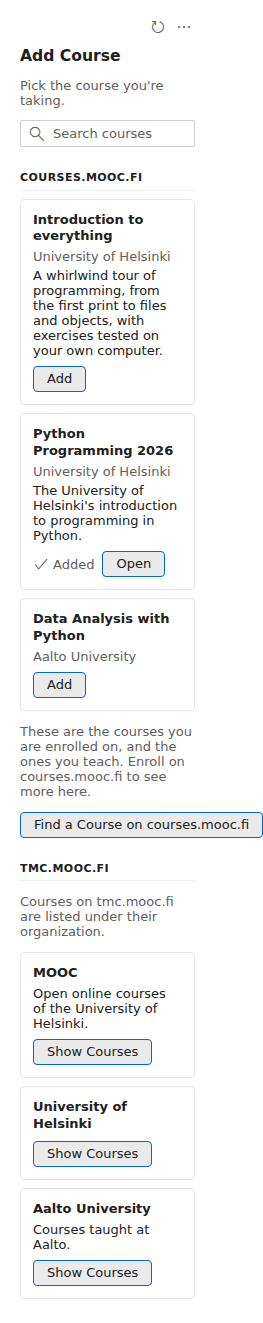 Add Course
Pick the course you're
taking.
Search courses
COURSES.MOOC.FI
Introduction to
everything
University of Helsinki
A whirlwind tour of
programming, from
the first print to files
and objects, with
exercises tested on
your own computer.
Add
Python
Programming 2026
University of Helsinki
The University of
Helsinki's introduction
to programming in
Python.
Added Open
Data Analysis with
Python
Aalto University
Add
These are the courses you
are enrolled on, and the
ones you teach. Enroll on
courses.mooc.fi to see
more here.
Find a Course on courses.mooc.fi
TMC.MOOC.FI
Courses on tmc.mooc.fi
are listed under their
organization.
MOOC
Open online courses
of the University of
Helsinki.
Show Courses
University of
Helsinki
Show Courses
Aalto University
Courses taught at
Aalto.
Show Courses